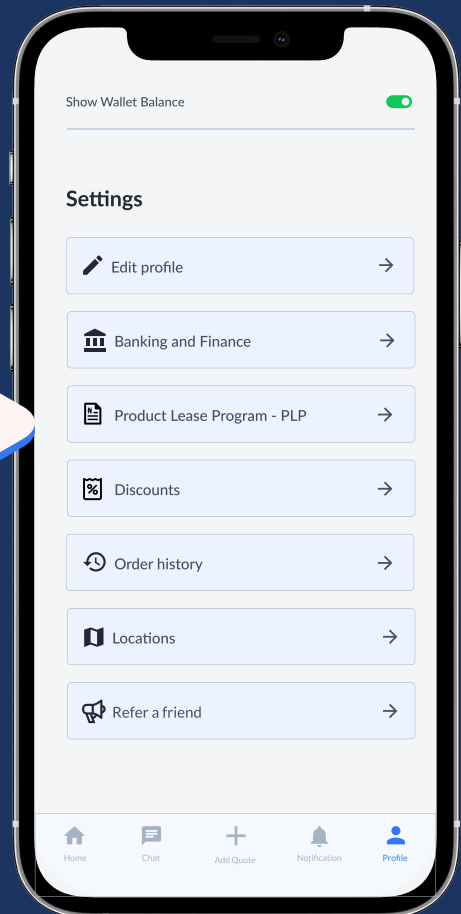 Show Wallet Balance
Settings
Edit profile
Banking and Finance
Product Lease Program - PLP
Discounts
Order history
Locations
Refer a friend
Home
Chat
Add Quote
Notification
Profile